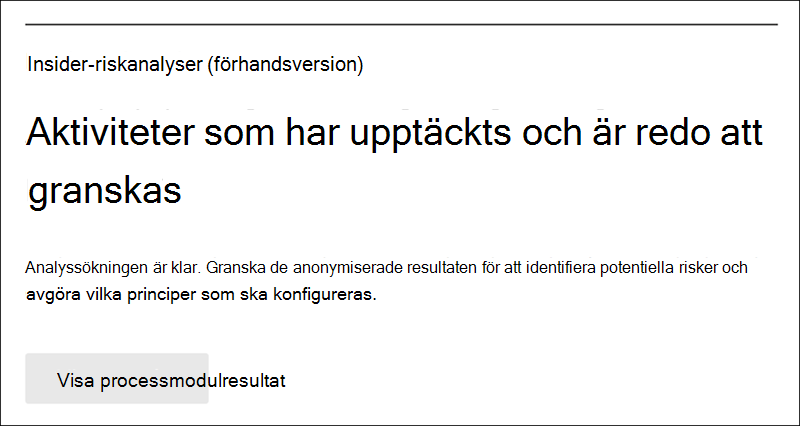 Insider-riskanalyser (förhandsversion)
Aktiviteter som har upptäckts och är redo att
granskas
Analyssökningen är klar. Granska de anonymiserade resultaten för att identifiera potentiella risker och
avgöra vilka principer som ska konfigureras.
Visa processmodulresultat